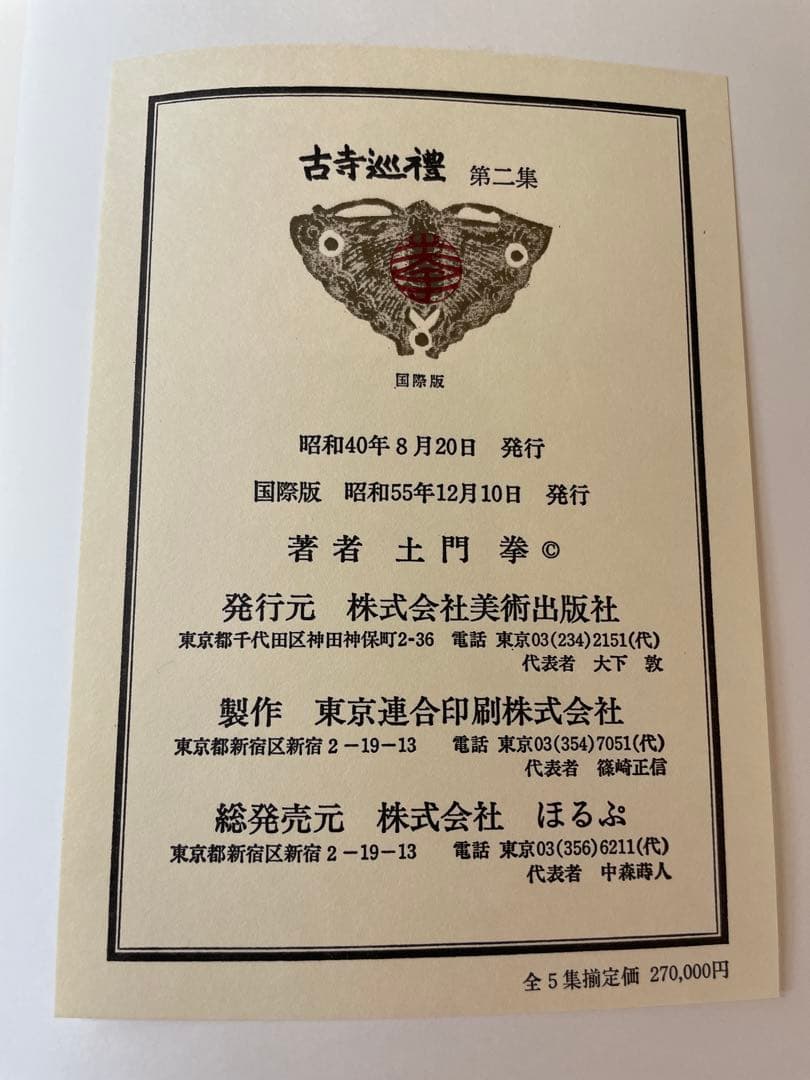 古寺巡禮 第二集
国際版
昭和40年8月20日 発行
国際版 昭和55年12月10日 発行
著者 土門 拳 ©
発行元 株式会社美術出版社
東京都千代田区神田神保町2-36 電話 東京03(234)2151(代)
代表者 大下 敦
製作 東京連合印刷株式会社
東京都新宿区新宿2-19-13 電話 東京03(354)7051(代)
代表者 篠崎正信
総発売元 株式会社 ほるぷ
東京都新宿区新宿2-19-13 電話 東京03(356)6211(代)
代表者 中森蒔人
全5集揃定価 270,000円